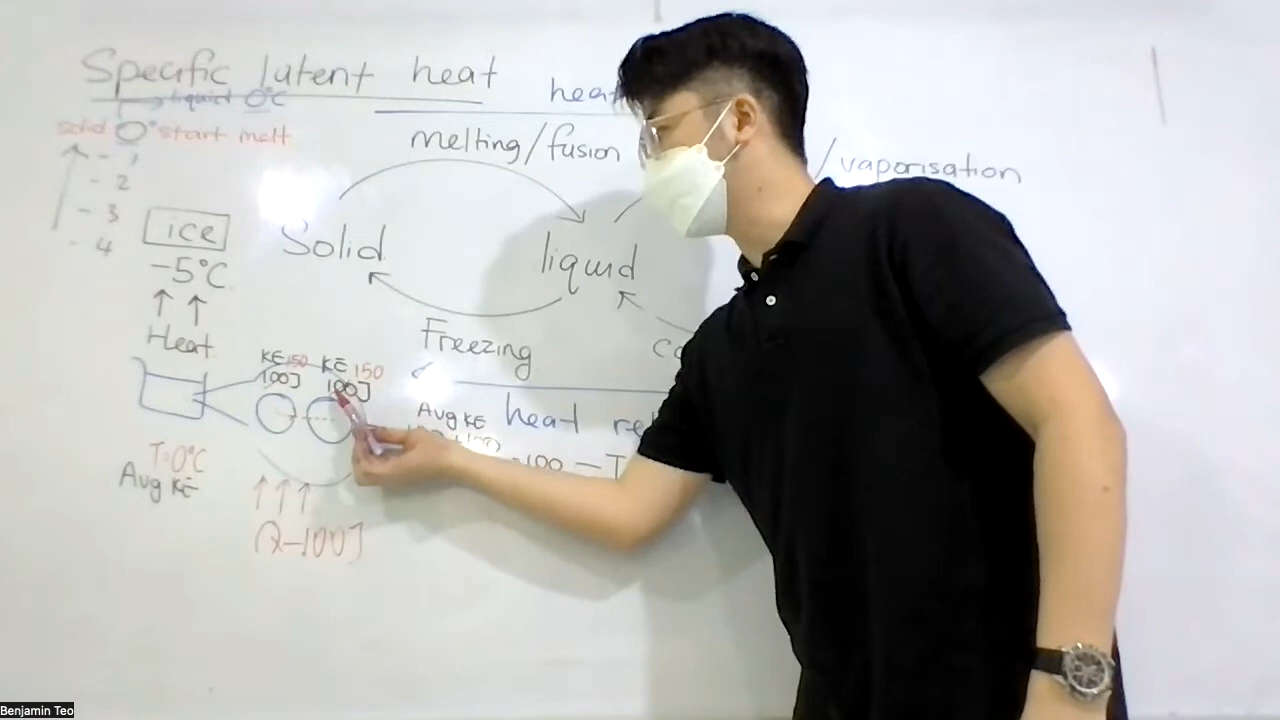 Specific latent heat
liquid 0°C
solid 0° start melt
- 1
- 2
- 3
- 4
ice
-5°C
Heat
heat
melting/fusion
/vaporisation
Solid
liquid
Freezing
KE 150
100J
KE 150
100J
T=0°C
Avg KE
Q-100J
Avg KE
heat
=100 - T
Benjamin Teo